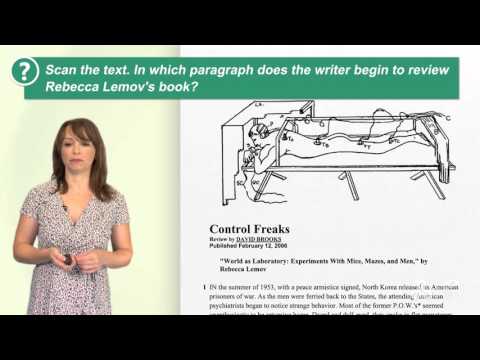 ?
Scan the text. In which paragraph does the writer begin to review
Rebecca Lemov's book?
Control Freaks
Review by DAVID BROOKS
Published February 12, 2006
"World as Laboratory: Experiments With Mice, Mazes, and Men," by
Rebecca Lemov
1 IN the summer of 1953, with a peace armistice signed, North Korea released its American
prisoners of war. As the men were ferried back to the States, the attending American
psychiatrists began to notice strange behavior. Most of the former P.O.W.'s* seemed